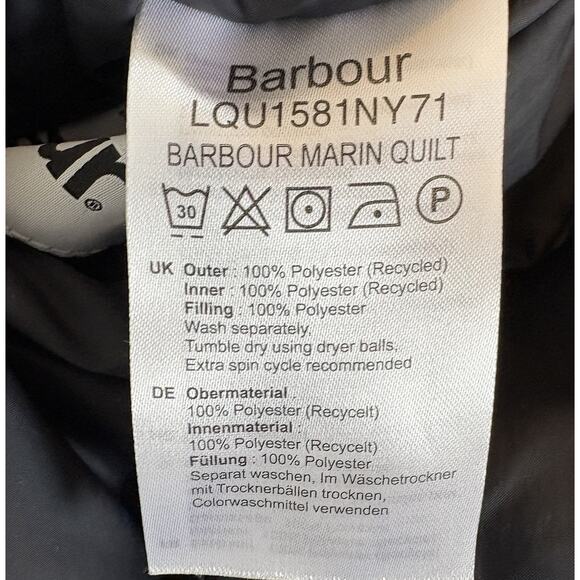 Barbour
LQU1581NY71
BARBOUR MARIN QUILT
30
P
UK Outer : 100% Polyester (Recycled)
Inner : 100% Polyester (Recycled)
Filling : 100% Polyester
Wash separately.
Tumble dry using dryer balls.
Extra spin cycle recommended
DE Obermaterial :
100% Polyester (Recycelt)
Innenmaterial :
100% Polyester (Recycelt)
Füllung : 100% Polyester
Separat waschen, Im Wäschetrockner
mit Trocknerbällen trocknen,
Colorwaschmittel verwenden